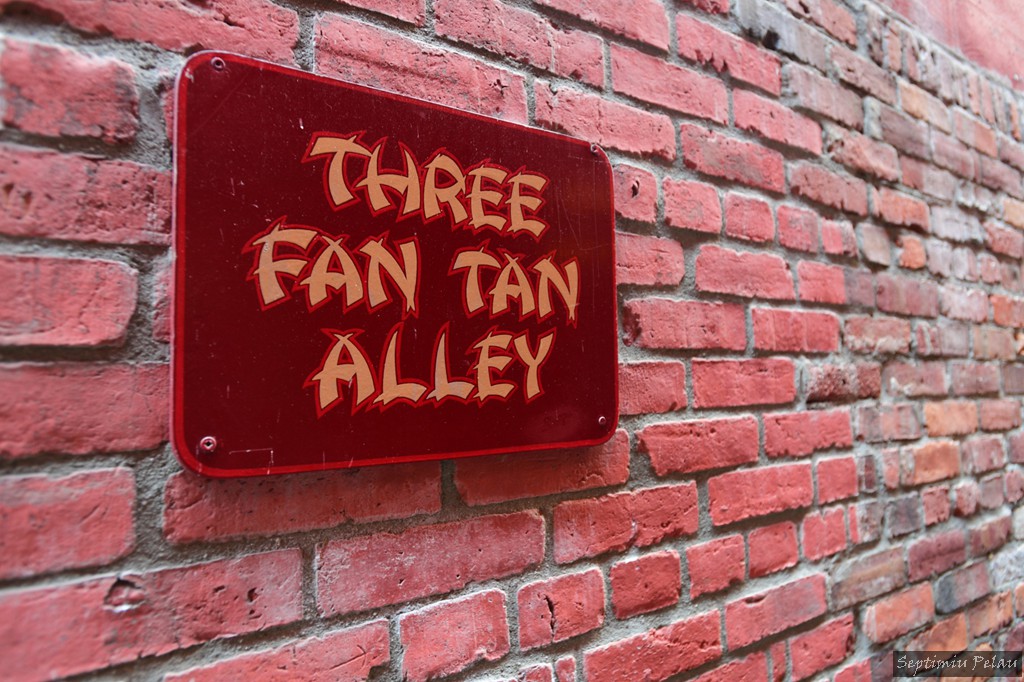 THREE
FAN TAN
ALLEY
Septimiu Pelau